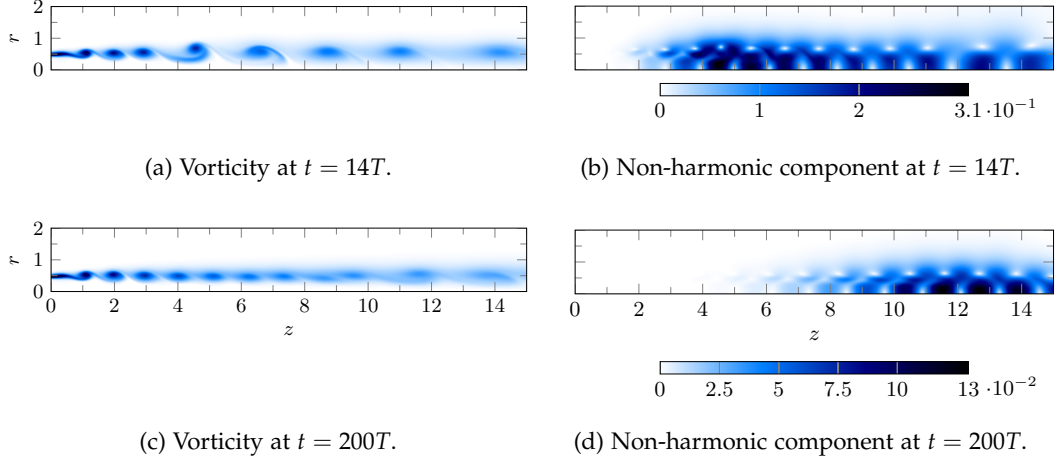 2
1
0
r
0
1
2
3.1 ·10⁻¹
(a) Vorticity at t = 14T.
(b) Non-harmonic component at t = 14T.
2
1
0
r
0 2 4 6 8 10 12 14
z
0 2 4 6 8 10 12 14
z
0 2.5 5 7.5 10 13 ·10⁻²
(c) Vorticity at t = 200T.
(d) Non-harmonic component at t = 200T.